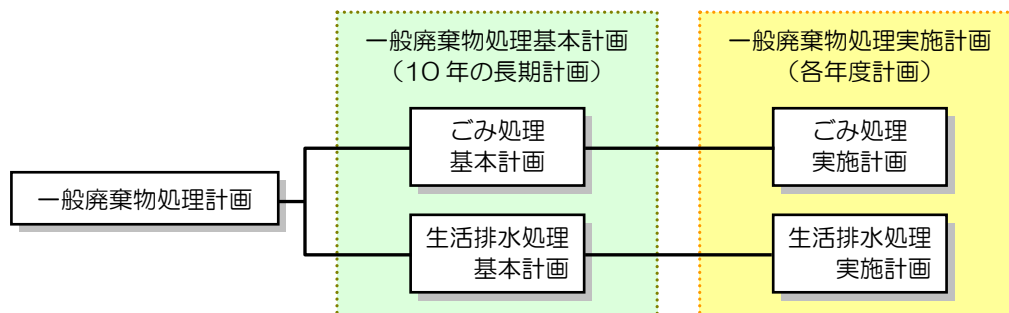 一般廃棄物処理基本計画
（10年の長期計画）
一般廃棄物処理実施計画
（各年度計画）
ごみ処理
基本計画
ごみ処理
実施計画
一般廃棄物処理計画
生活排水処理
基本計画
生活排水処理
実施計画